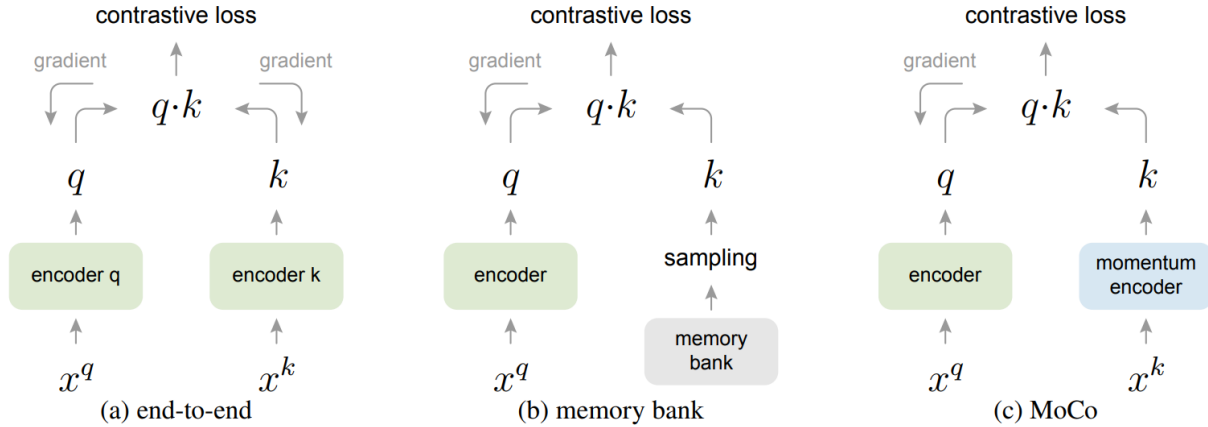 contrastive loss
gradient
gradient
q·k
q
k
encoder q
encoder k
x^q
x^k
(a) end-to-end
contrastive loss
gradient
q·k
q
k
encoder
sampling
memory
bank
x^q
(b) memory bank
contrastive loss
gradient
q·k
q
k
encoder
momentum
encoder
x^q
x^k
(c) MoCo